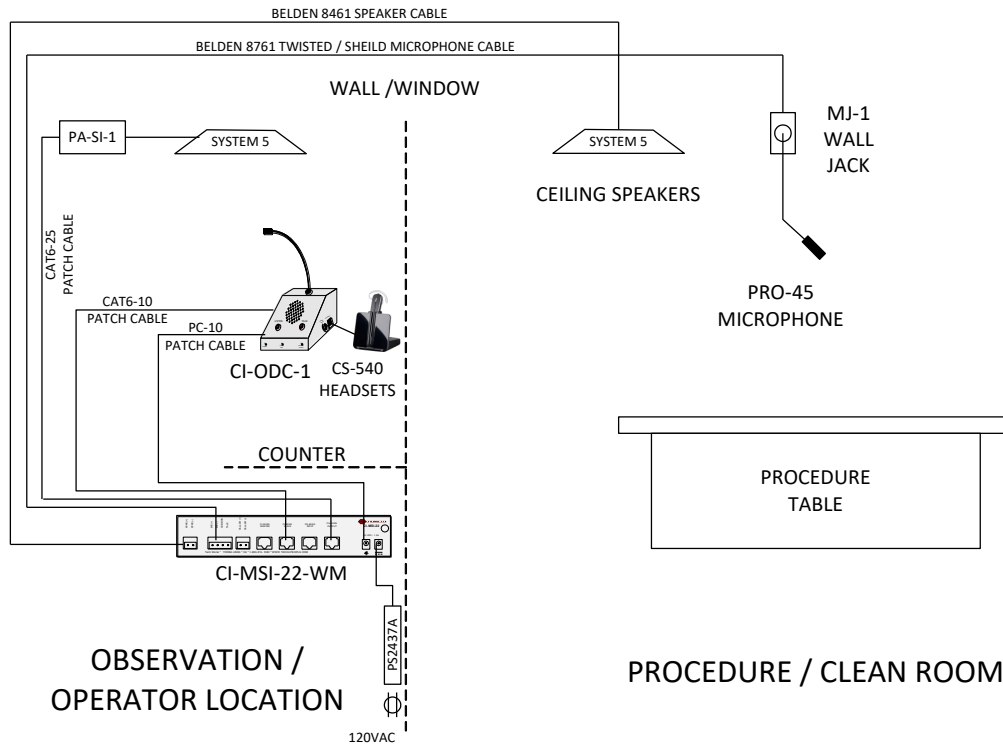 BELDEN 8461 SPEAKER CABLE
BELDEN 8761 TWISTED / SHEILD MICROPHONE CABLE
WALL /WINDOW
PA-SI-1
SYSTEM 5
SYSTEM 5
MJ-1
WALL
JACK
CEILING SPEAKERS
CAT6-25
PATCH CABLE
CAT6-10
PATCH CABLE
PC-10
PATCH CABLE
CI-ODC-1
CS-540
HEADSETS
PRO-45
MICROPHONE
COUNTER
PROCEDURE
TABLE
CI-MSI-22-WM
PS2437A
OBSERVATION /
OPERATOR LOCATION
PROCEDURE / CLEAN ROOM
120VAC